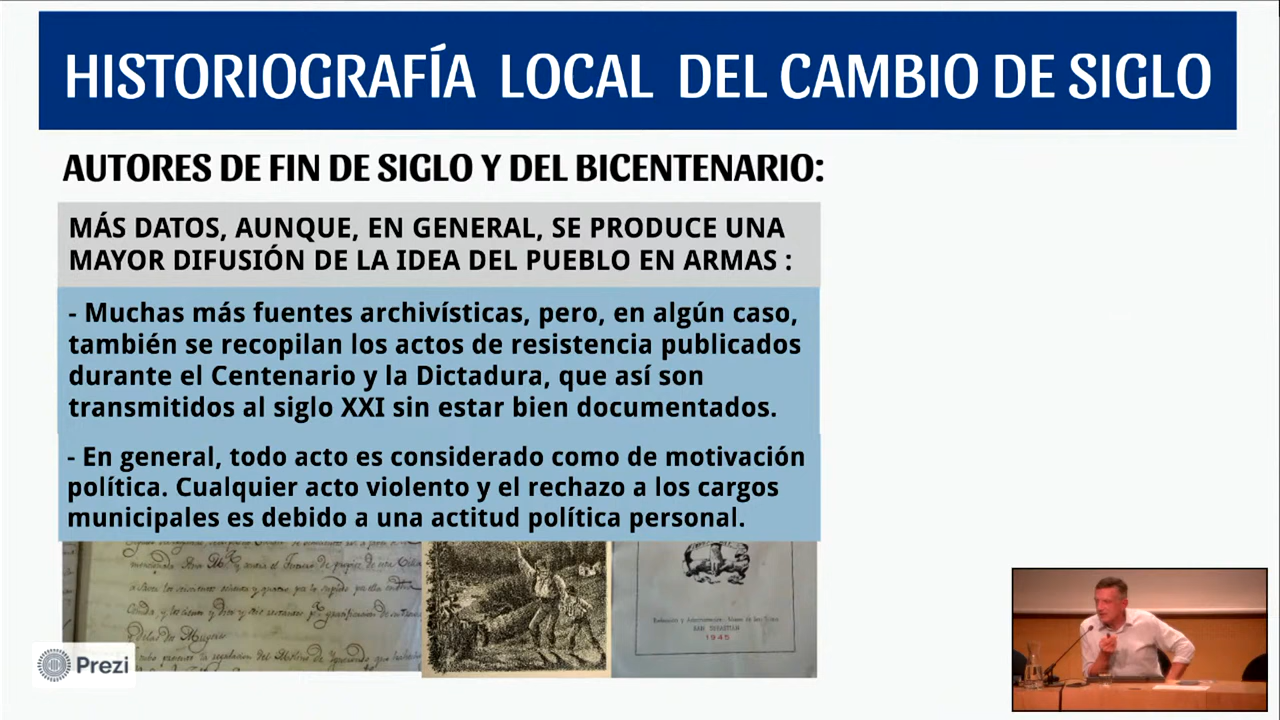 HISTORIOGRAFÍA LOCAL DEL CAMBIO DE SIGLO
AUTORES DE FIN DE SIGLO Y DEL BICENTENARIO:
MÁS DATOS, AUNQUE, EN GENERAL, SE PRODUCE UNA
MAYOR DIFUSIÓN DE LA IDEA DEL PUEBLO EN ARMAS :
- Muchas más fuentes archivísticas, pero, en algún caso,
también se recopilan los actos de resistencia publicados
durante el Centenario y la Dictadura, que así son
transmitidos al siglo XXI sin estar bien documentados.
- En general, todo acto es considerado como de motivación
política. Cualquier acto violento y el rechazo a los cargos
municipales es debido a una actitud política personal.
SAN SEBASTIAN
1945
Prezi